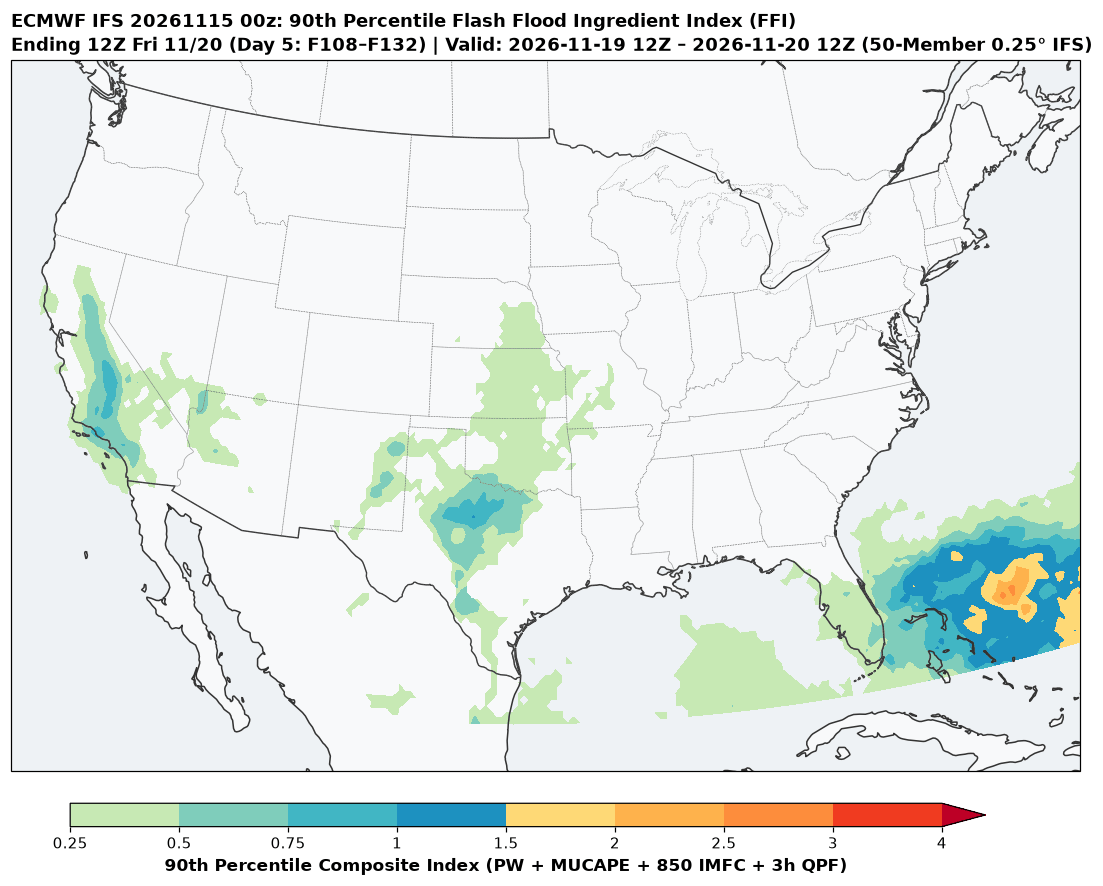 ECMWF IFS 20261115 00z: 90th Percentile Flash Flood Ingredient Index (FFI)
Ending 12Z Fri 11/20 (Day 5: F108–F132) | Valid: 2026-11-19 12Z – 2026-11-20 12Z (50-Member 0.25° IFS)
0.25 0.5 0.75 1 1.5 2 2.5 3 4
90th Percentile Composite Index (PW + MUCAPE + 850 IMFC + 3h QPF)